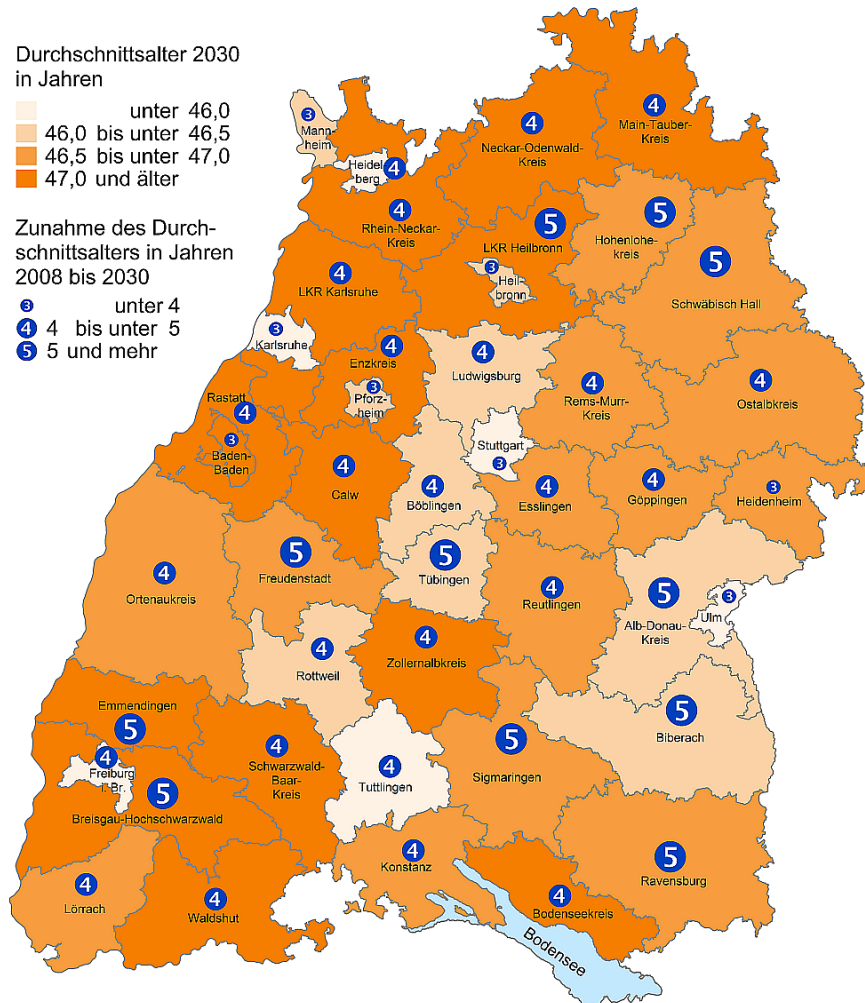 Durchschnittsalter 2030
in Jahren
unter 46,0
46,0 bis unter 46,5
46,5 bis unter 47,0
47,0 und älter
Zunahme des Durch-
schnittsalters in Jahren
2008 bis 2030
3 unter 4
4 4 bis unter 5
5 5 und mehr
3
Mann-
heim
4
Neckar-Odenwald-
Kreis
4
Main-Tauber-
Kreis
Heidel-
berg
4
4
Rhein-Neckar-
Kreis
5
LKR Heilbronn
5
Hohenlohe-
kreis
3
Heil-
bronn
5
Schwäbisch Hall
4
LKR Karlsruhe
3
Karlsruhe
4
Enzkreis
3
Pforz-
heim
4
Ludwigsburg
4
Rems-Murr-
Kreis
4
Ostalbkreis
Rastatt
4
3
Baden-
Baden
4
Calw
Stuttgart
3
4
Böblingen
4
Esslingen
4
Göppingen
3
Heidenheim
5
Freudenstadt
5
Tübingen
4
Ortenaukreis
4
Reutlingen
5
Alb-Donau-
Kreis
3
Ulm
4
Rottweil
4
Zollernalbkreis
Emmendingen
5
5
Biberach
4
Freiburg
i. Br.
4
Schwarzwald-
Baar-
Kreis
4
Tuttlingen
5
Sigmaringen
5
Breisgau-Hochschwarzwald
4
Konstanz
5
Ravensburg
4
Lörrach
4
Waldshut
4
Bodenseekreis
Bodensee